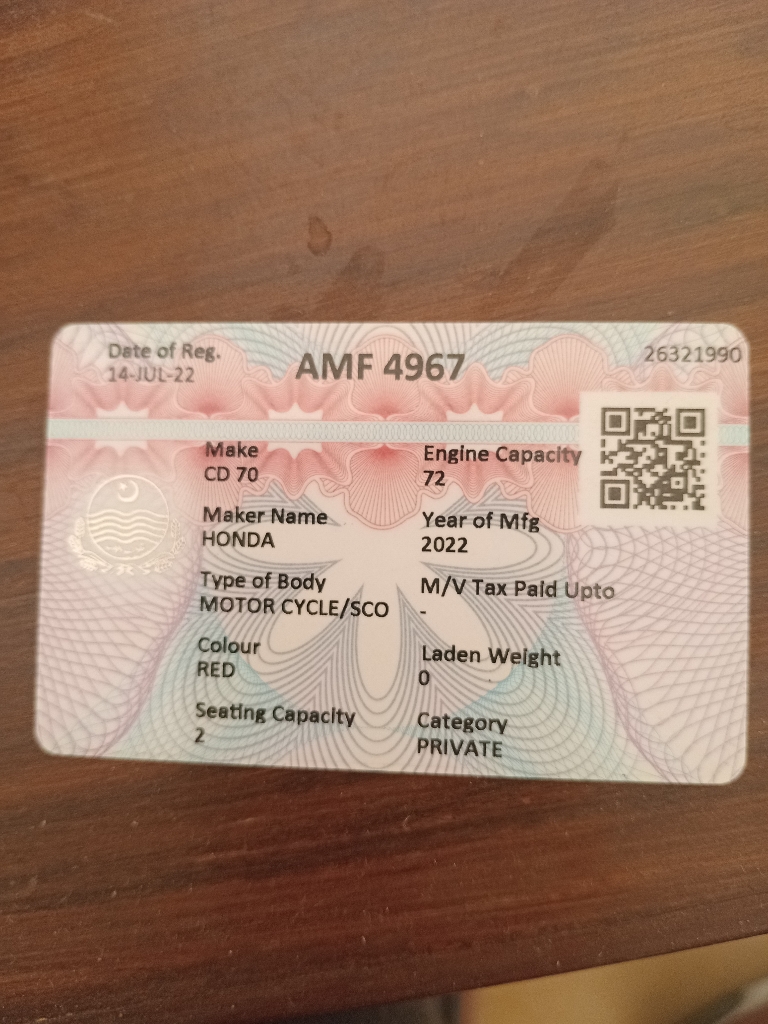 Date of Reg.
14-JUL-22
AMF 4967
26321990
Make
CD 70
Engine Capacity
72
Maker Name
HONDA
Year of Mfg
2022
Type of Body
MOTOR CYCLE/SCO
M/V Tax Paid Upto
-
Colour
RED
Laden Weight
0
Seating Capacity
2
Category
PRIVATE